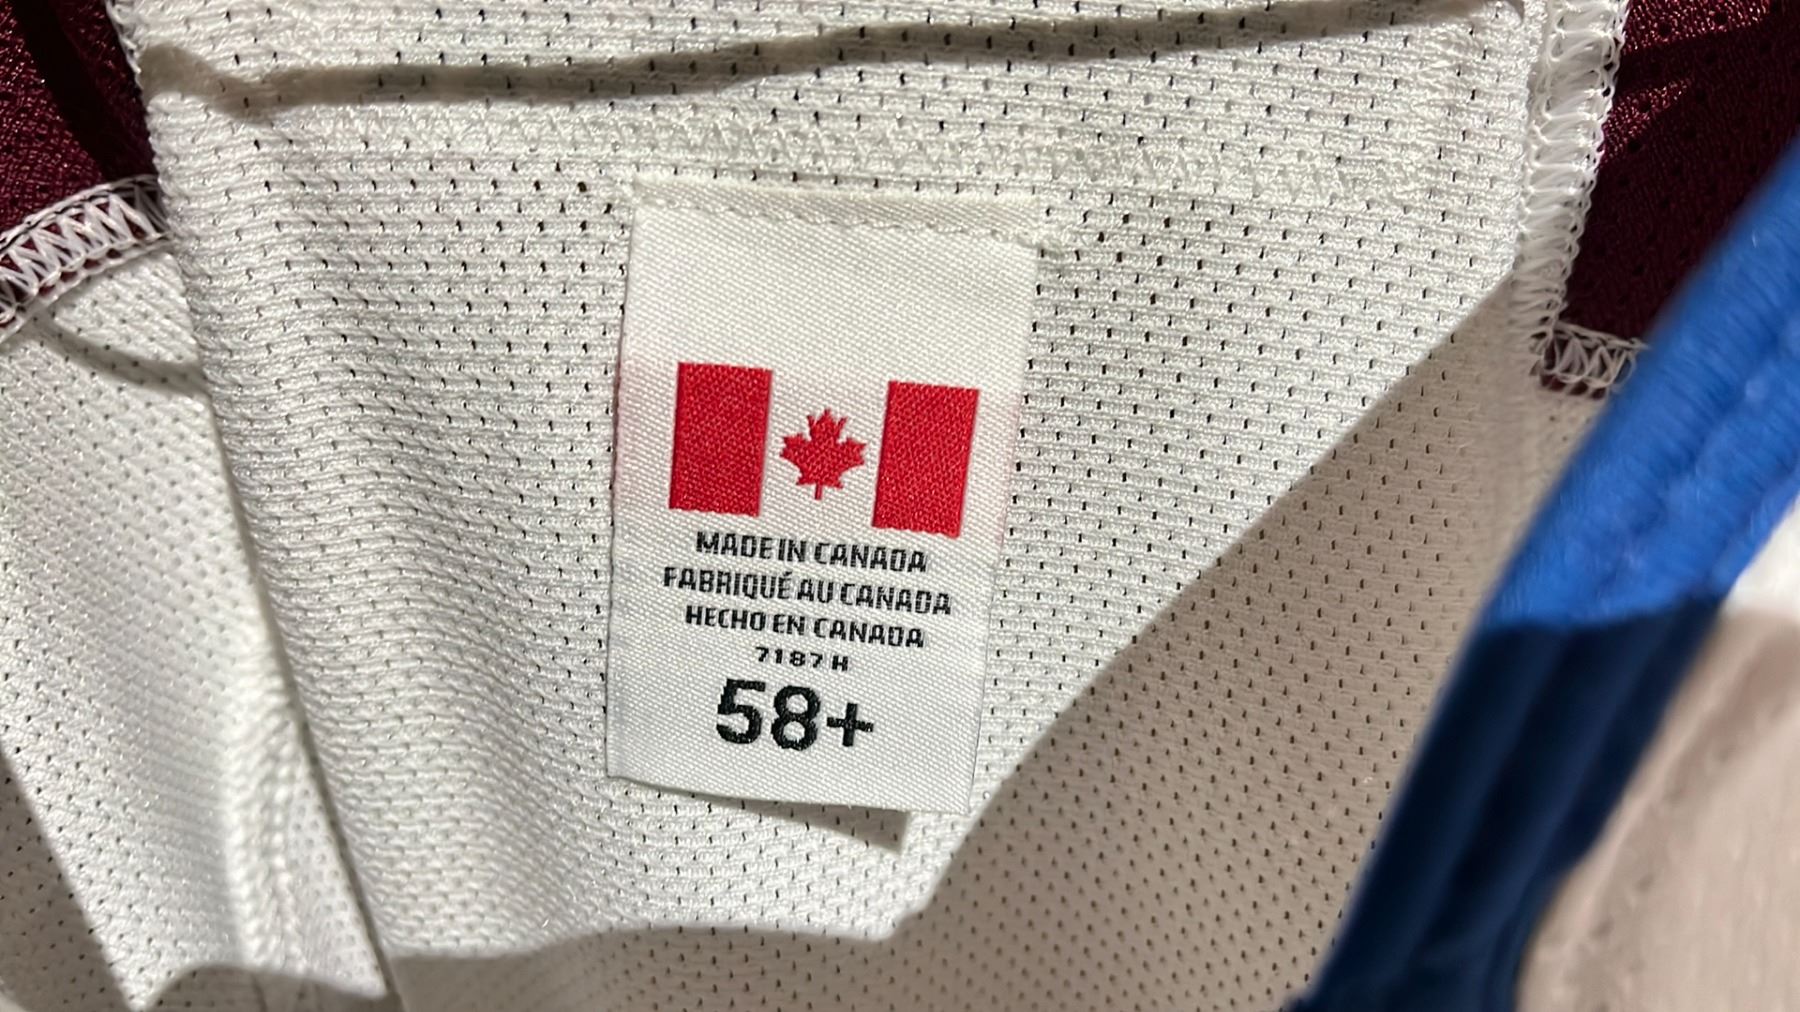 MADE IN CANADA
FABRIQUÉ AU CANADA
HECHO EN CANADA
7187 H
58+